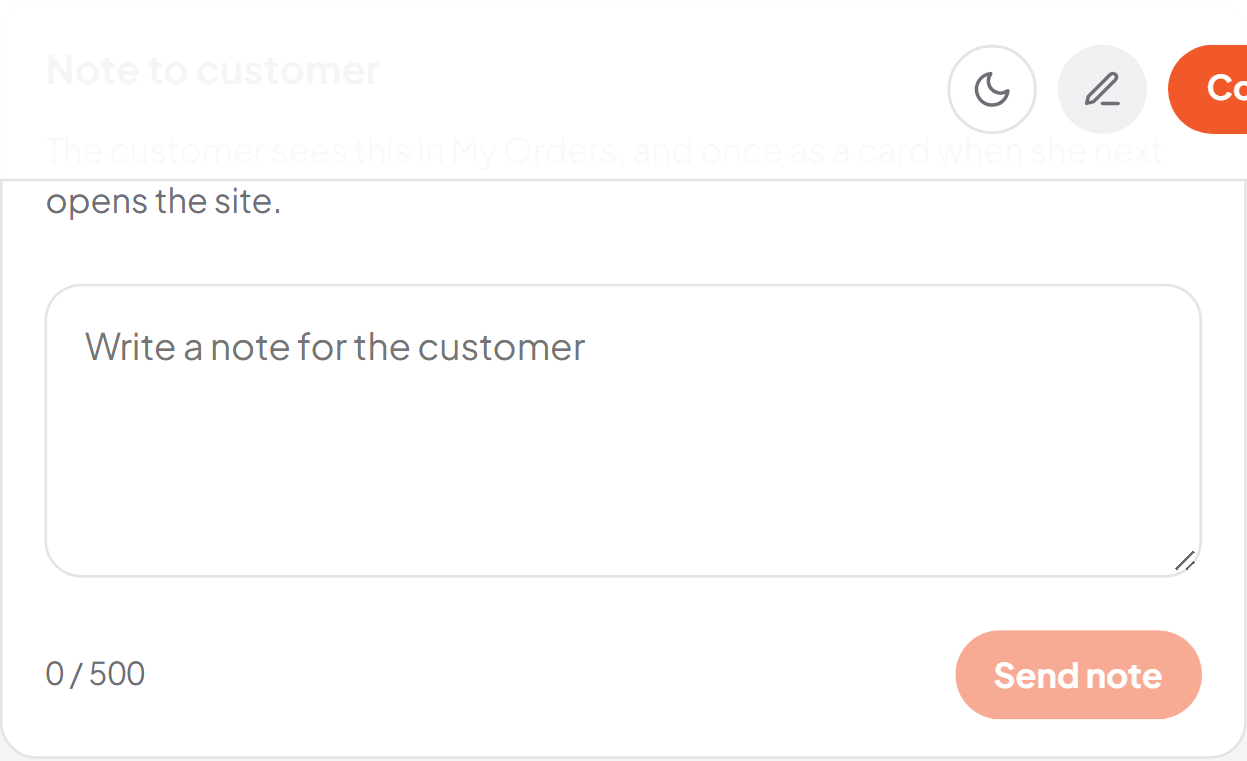 Note to customer
The customer sees this in My Orders, and once as a card when she next
opens the site.
Write a note for the customer
0 / 500
Send note